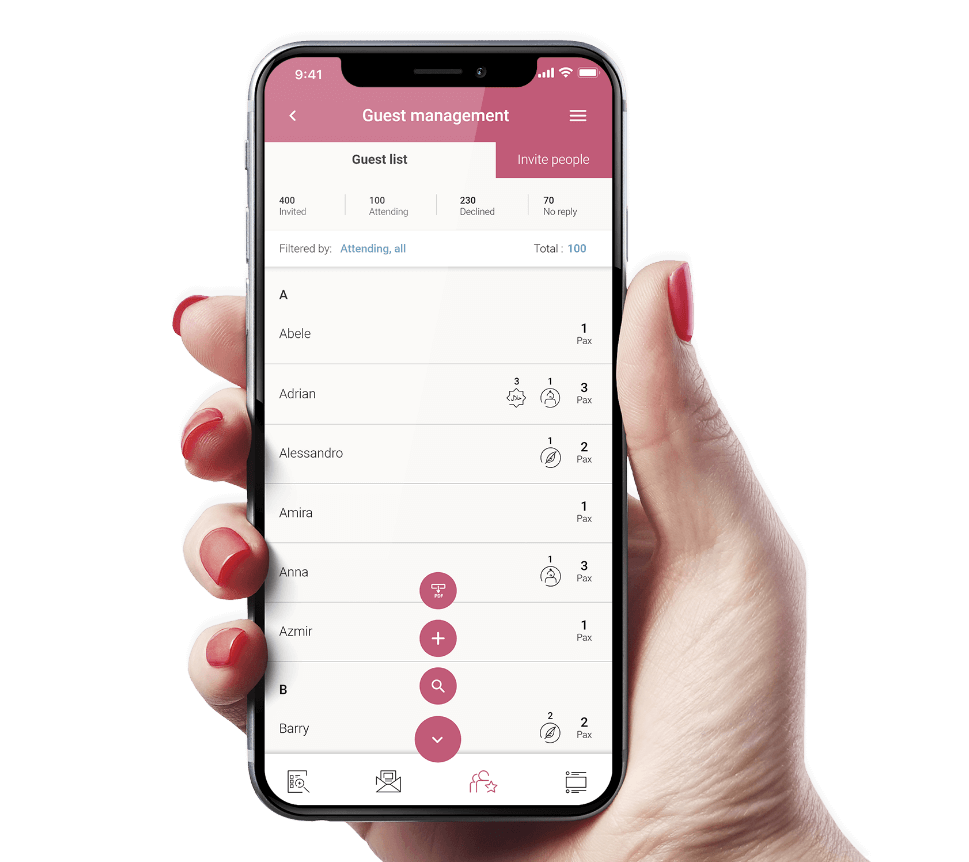 9:41
Guest management
Guest list
Invite people
400
Invited
100
Attending
230
Declined
70
No reply
Filtered by: Attending, all
Total : 100
A
Abele
1
Pax
Adrian
3
1
3
Pax
Alessandro
1
2
Pax
Amira
1
Pax
Anna
1
3
Pax
PDF
Azmir
1
Pax
B
Barry
2
2
Pax